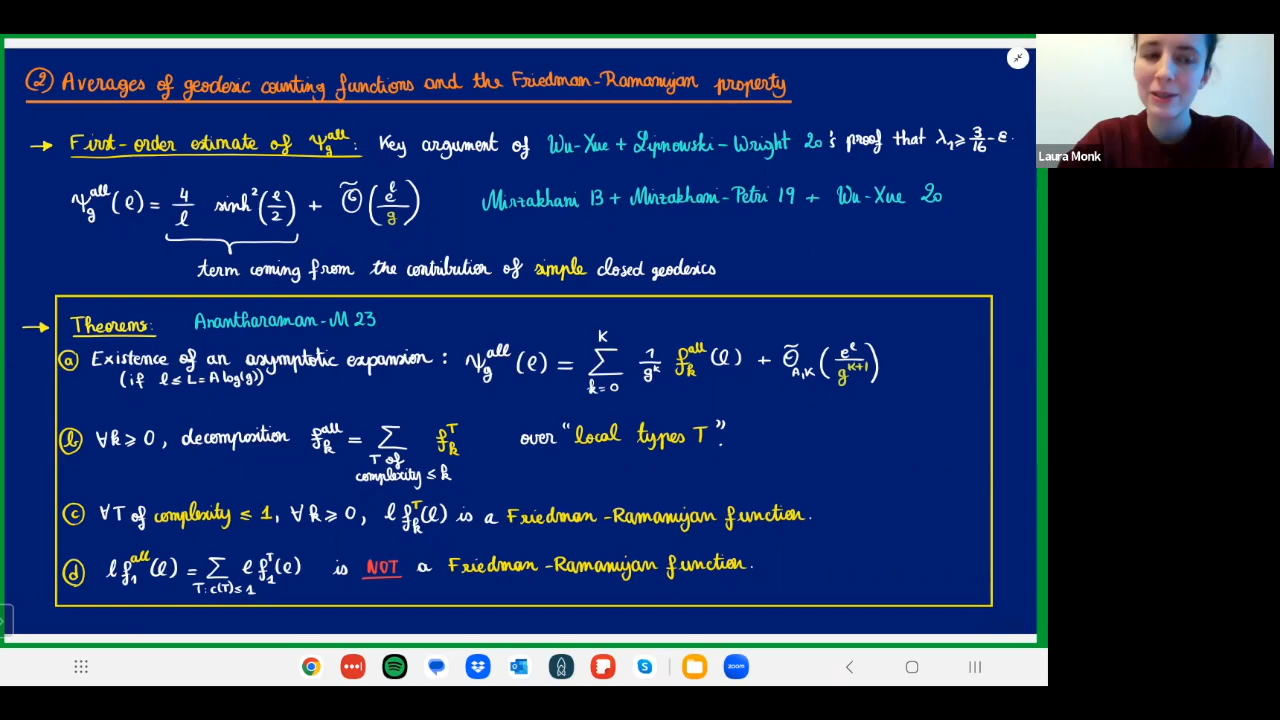 ② Averages of geodesic counting functions and the Friedman-Ramanujan property
→ First-order estimate of Ψ_g^all: Key argument of Wu-Xue + Lipnowski-Wright 20's proof that λ₁ ≥ 3/16 - ε.
Ψ_g^all(ℓ) = 4/ℓ sinh²(ℓ/2) + Õ(e^ℓ/g) Mirzakhani 13 + Mirzakhani-Petri 19 + Wu-Xue 20
term coming from the contribution of simple closed geodesics
→ Theorems: Anantharaman-M 23
ⓐ Existence of an asymptotic expansion: Ψ_g^all(ℓ) = ∑_{k=0}^K 1/g^k f_k^all(ℓ) + Õ_{A,K}(e^ℓ/g^{K+1})
(if ℓ ≤ L = A log(g))
ⓑ ∀k ≥ 0, decomposition f_k^all = ∑_{T of complexity ≤ k} f_k^T over "local types T".
ⓒ ∀T of complexity ≤ 1, ∀k ≥ 0, ℓ f_k^T(ℓ) is a Friedman-Ramanujan function.
ⓓ ℓ f_1^all(ℓ) = ∑_{T: c(T) ≤ 1} ℓ f_1^T(ℓ) is NOT a Friedman-Ramanujan function.
Laura Monk
zoom